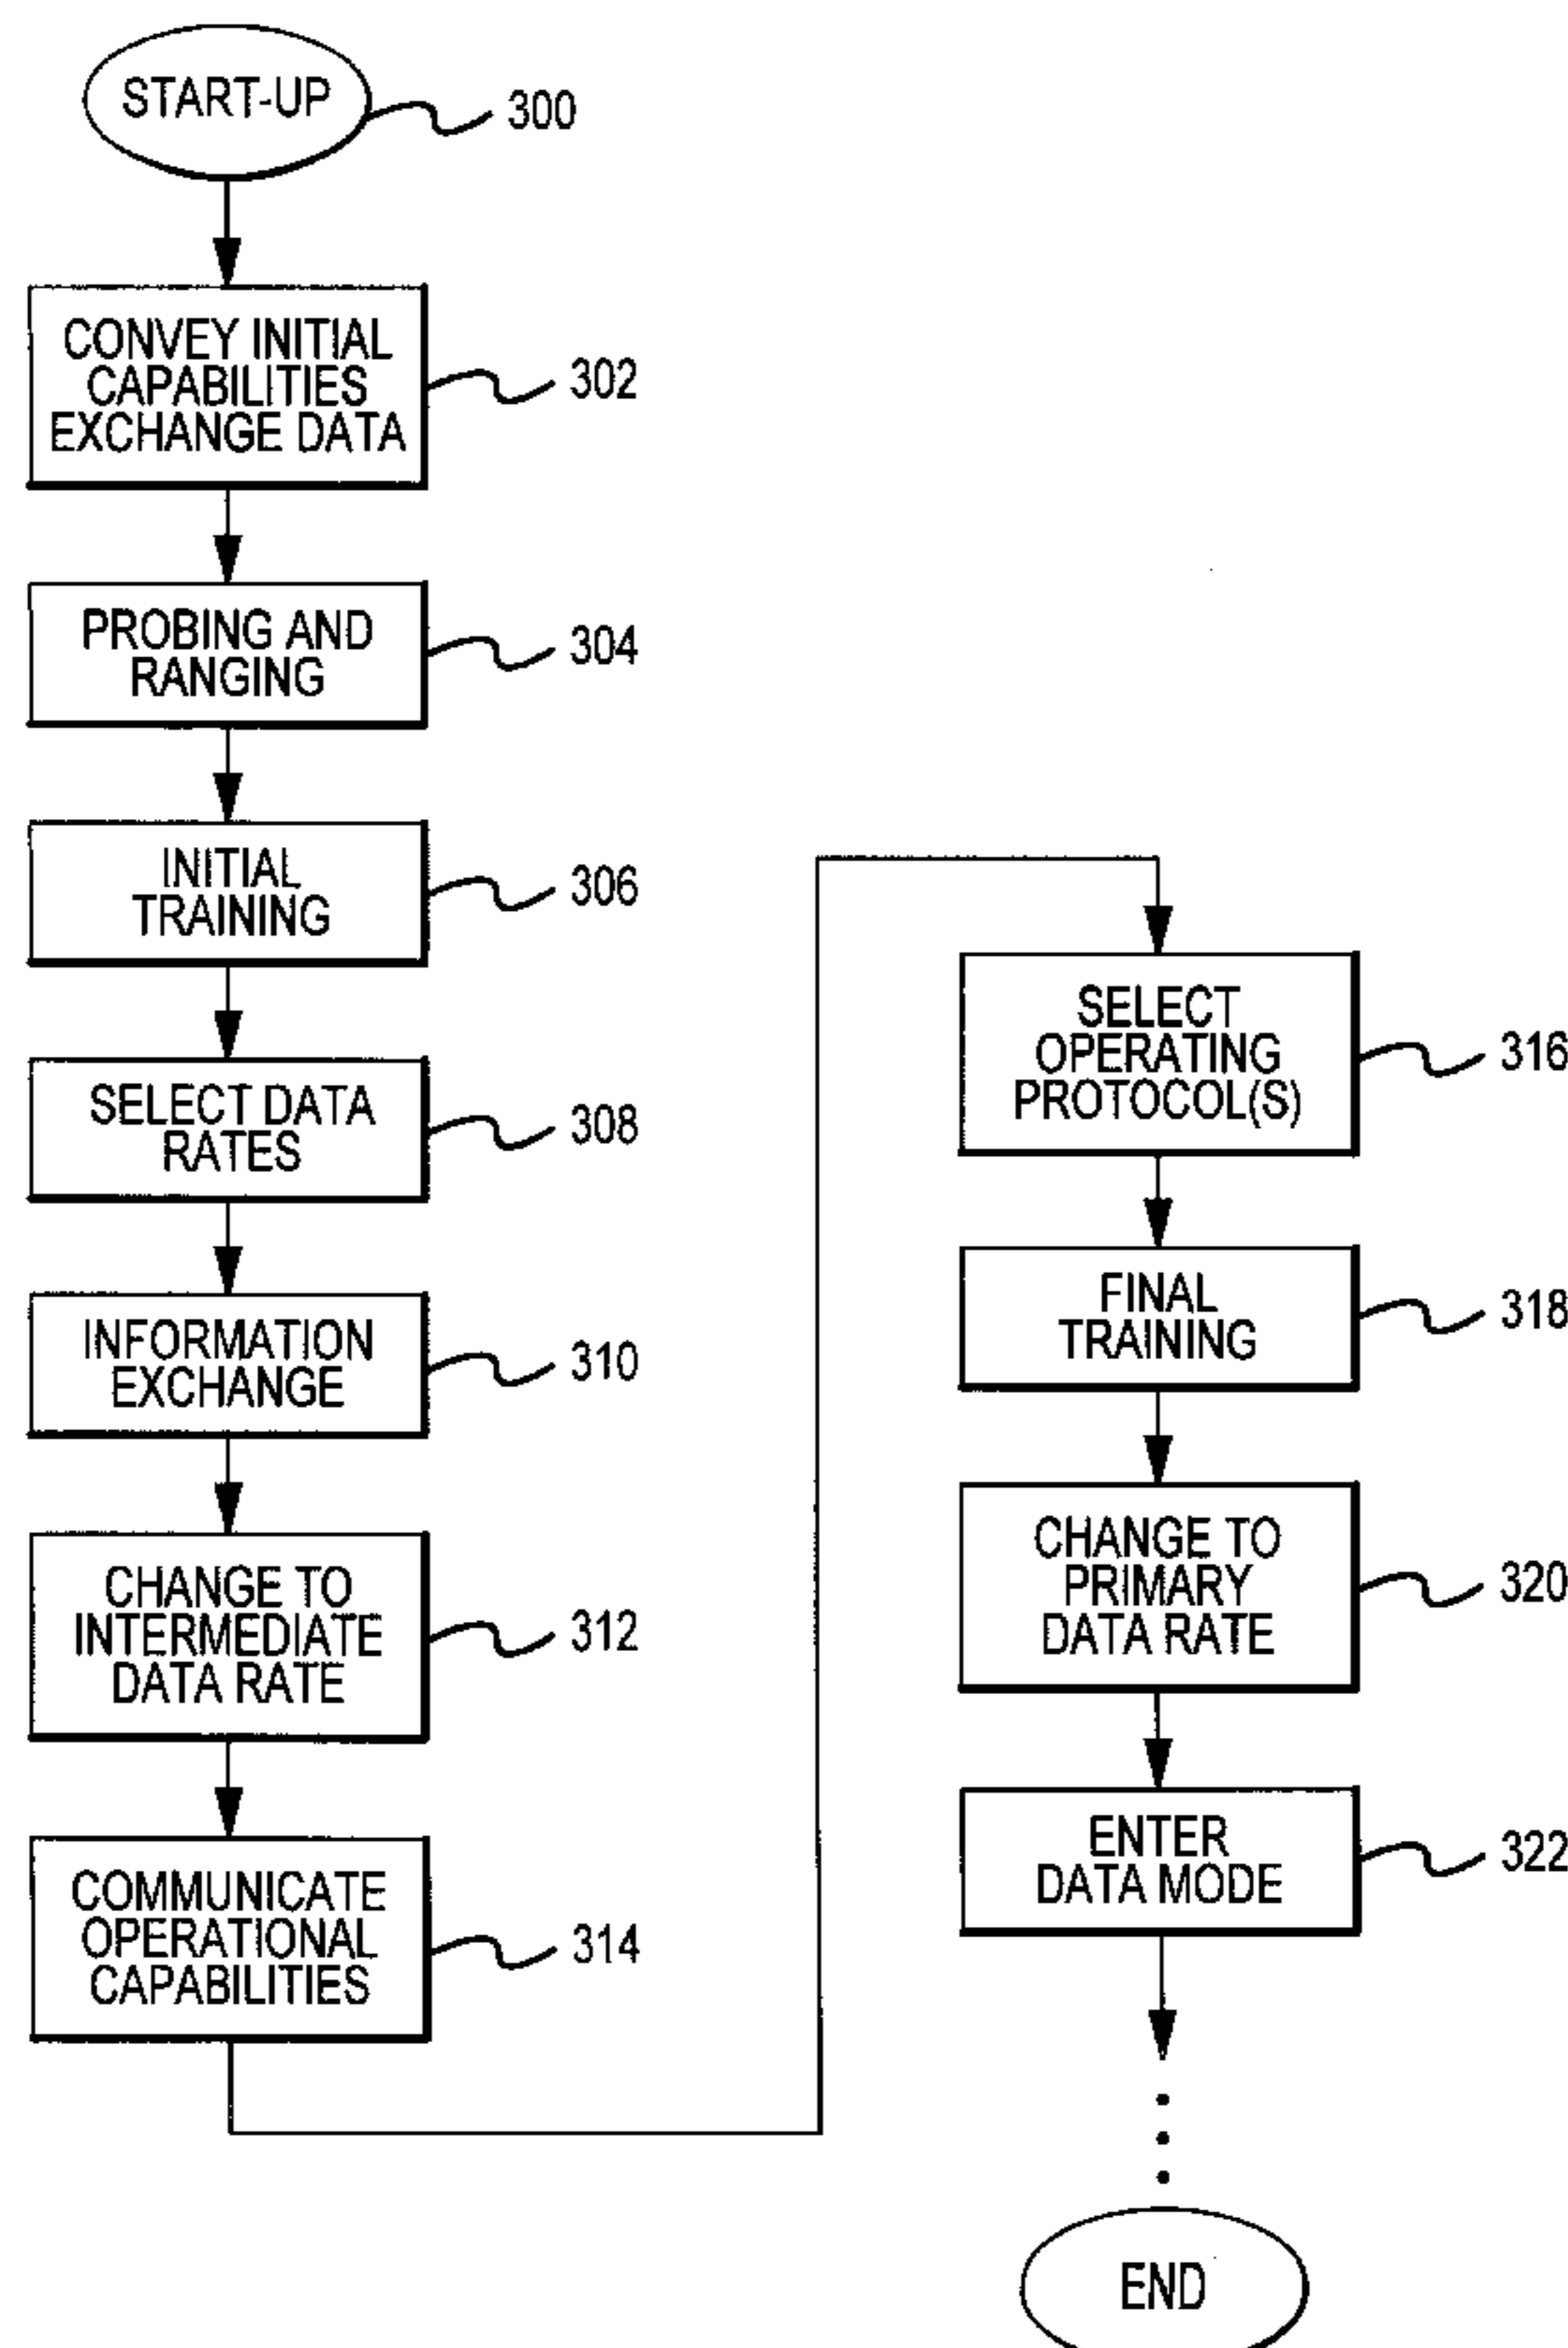 START-UP
300
CONVEY INITIAL
CAPABILITIES
EXCHANGE DATA
302
PROBING AND
RANGING
304
INITIAL
TRAINING
306
SELECT DATA
RATES
308
INFORMATION
EXCHANGE
310
CHANGE TO
INTERMEDIATE
DATA RATE
312
COMMUNICATE
OPERATIONAL
CAPABILITIES
314
SELECT
OPERATING
PROTOCOL(S)
316
FINAL
TRAINING
318
CHANGE TO
PRIMARY
DATA RATE
320
ENTER
DATA MODE
322
END